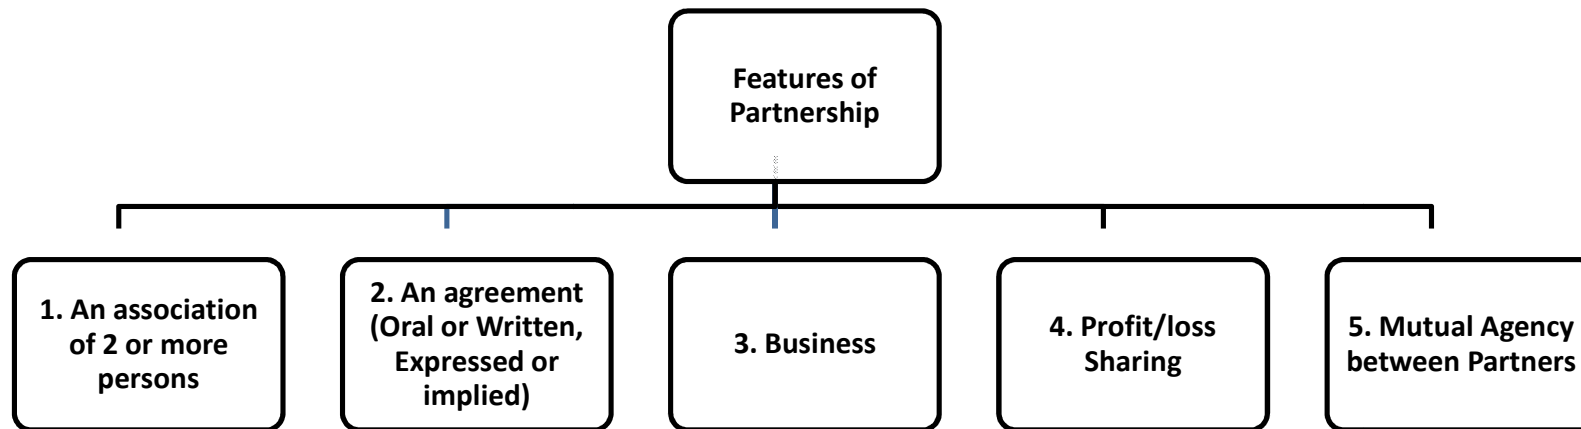 Features of
Partnership
1. An association
of 2 or more
persons
2. An agreement
(Oral or Written,
Expressed or
implied)
3. Business
4. Profit/loss
Sharing
5. Mutual Agency
between Partners